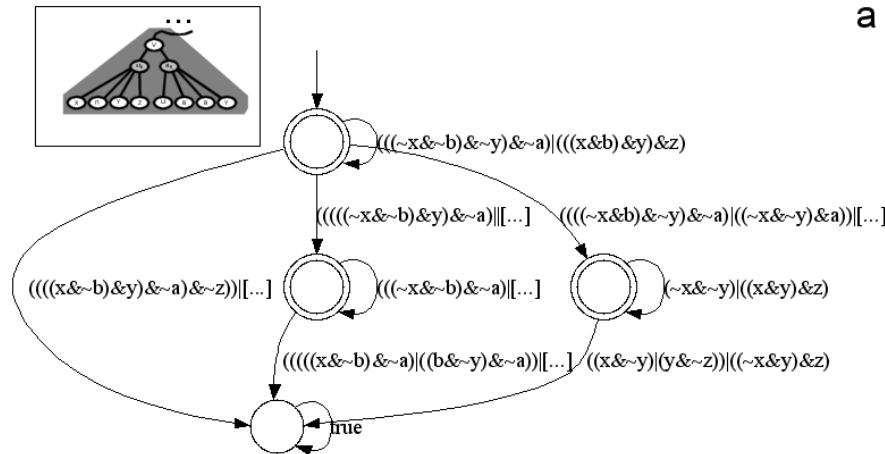 ...
a
(((~x&~b)&~y)&~a)|(((x&b)&y)&z)
(((((~x&~b)&y)&~a)||[...]
((((~x&b)&~y)&~a)|((~x&~y)&a))|[...]
((((x&~b)&y)&~a)&~z))|[...]
(((~x&~b)&~a)|[...]
(~x&~y)|((x&y)&z)
(((((x&~b)&~a)|((b&~y)&~a))|[...]
((x&~y)|(y&~z))|((~x&y)&z)
true